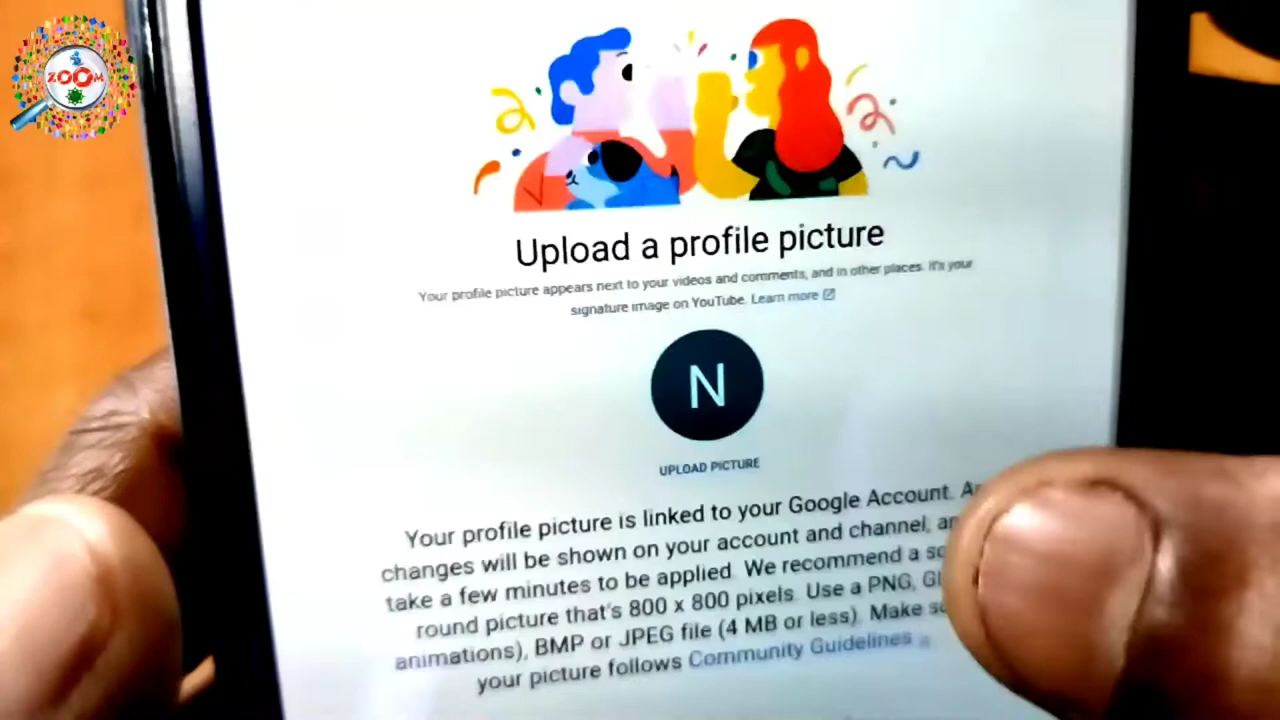 ZOOM
Upload a profile picture
Your profile picture appears next to your videos and comments, and in other places. It's your
signature image on YouTube. Learn more
N
UPLOAD PICTURE
Your profile picture is linked to your Google Account.
changes will be shown on your account and channel,
take a few minutes to be applied. We recommend a
round picture that's 800 x 800 pixels. Use a PNG,
animations), BMP or JPEG file (4 MB or less). Make
your picture follows Community Guidelines